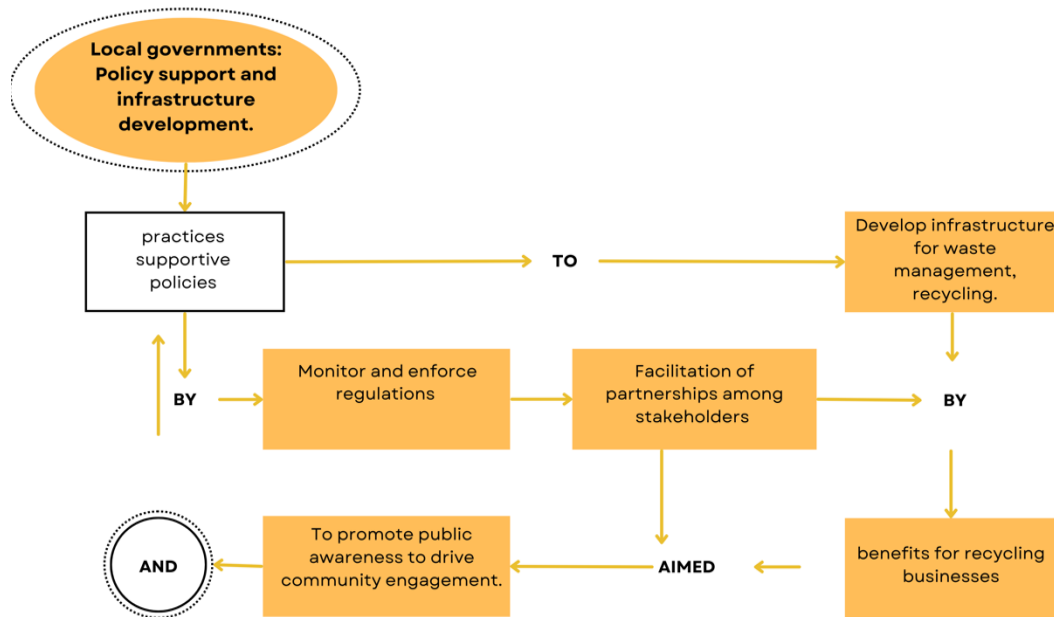 Local governments:
Policy support and
infrastructure
development.
practices
supportive
policies
TO
Develop infrastructure
for waste
management,
recycling.
BY
Monitor and enforce
regulations
Facilitation of
partnerships among
stakeholders
BY
AND
To promote public
awareness to drive
community engagement.
AIMED
benefits for recycling
businesses